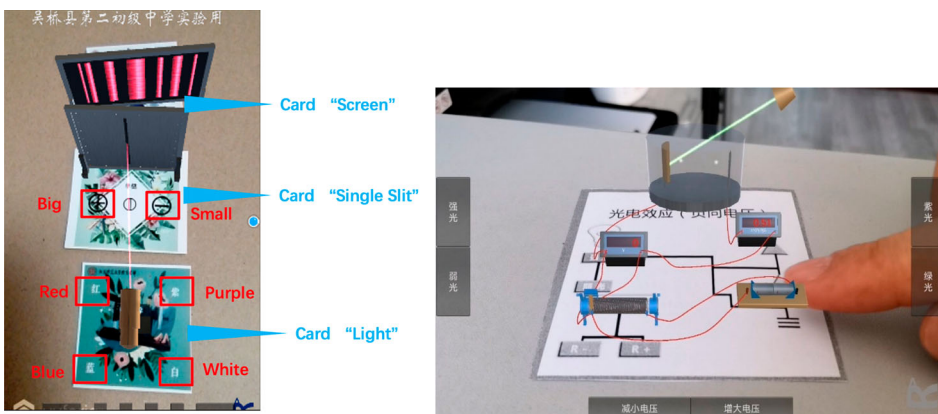 吴桥县第二初级中学实验用
Card “Screen”
Card “Single Slit”
Big
Small
Red
红
紫
Purple
Card “Light”
Blue
蓝
白
White
光电效应（负向电压）
强光
弱光
紫光
绿光
R -
R +
减小电压
增大电压